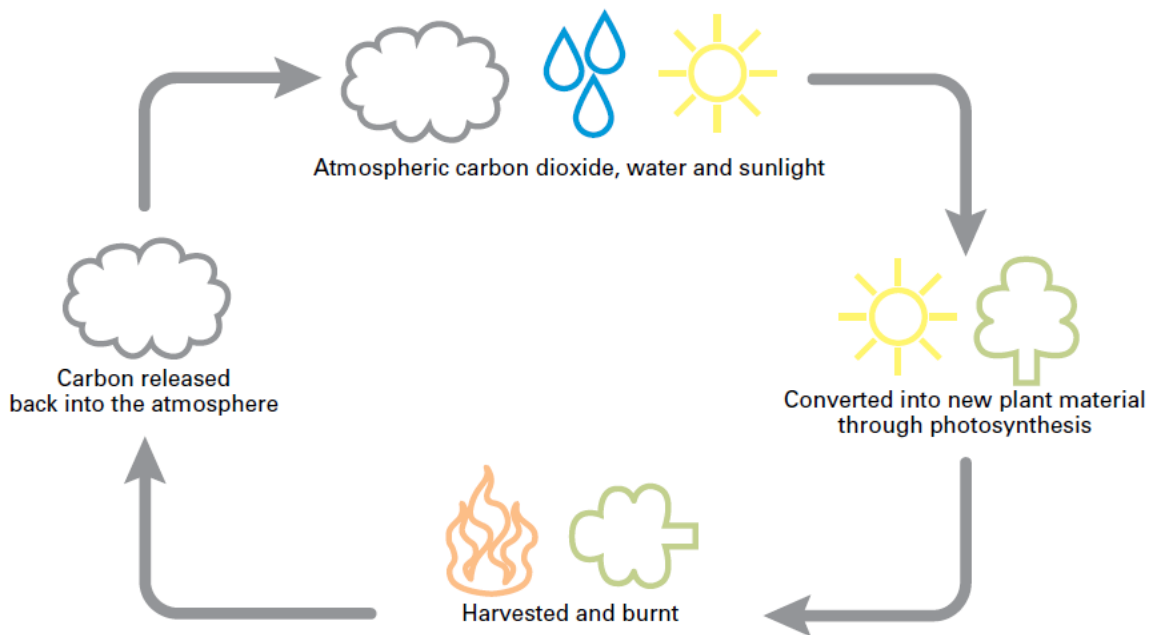 Atmospheric carbon dioxide, water and sunlight
Converted into new plant material
through photosynthesis
Harvested and burnt
Carbon released
back into the atmosphere